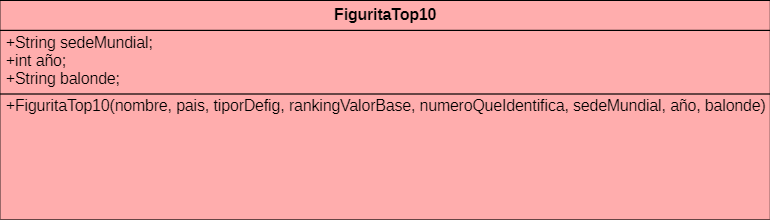 FiguritaTop10
+String sedeMundial;
+int año;
+String balonde;
+FiguritaTop10(nombre, pais, tiporDefig, rankingValorBase, numeroQueIdentifica, sedeMundial, año, balonde)